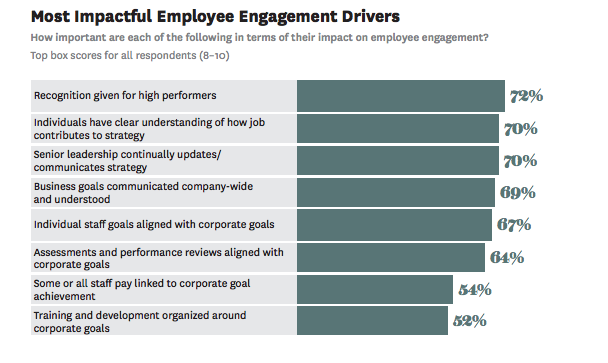 Most Impactful Employee Engagement Drivers
How important are each of the following in terms of their impact on employee engagement?
Top box scores for all respondents (8–10)
Recognition given for high performers
72%
Individuals have clear understanding of how job
contributes to strategy
70%
Senior leadership continually updates/
communicates strategy
70%
Business goals communicated company-wide
and understood
69%
Individual staff goals aligned with corporate goals
67%
Assessments and performance reviews aligned with
corporate goals
64%
Some or all staff pay linked to corporate goal
achievement
54%
Training and development organized around
corporate goals
52%